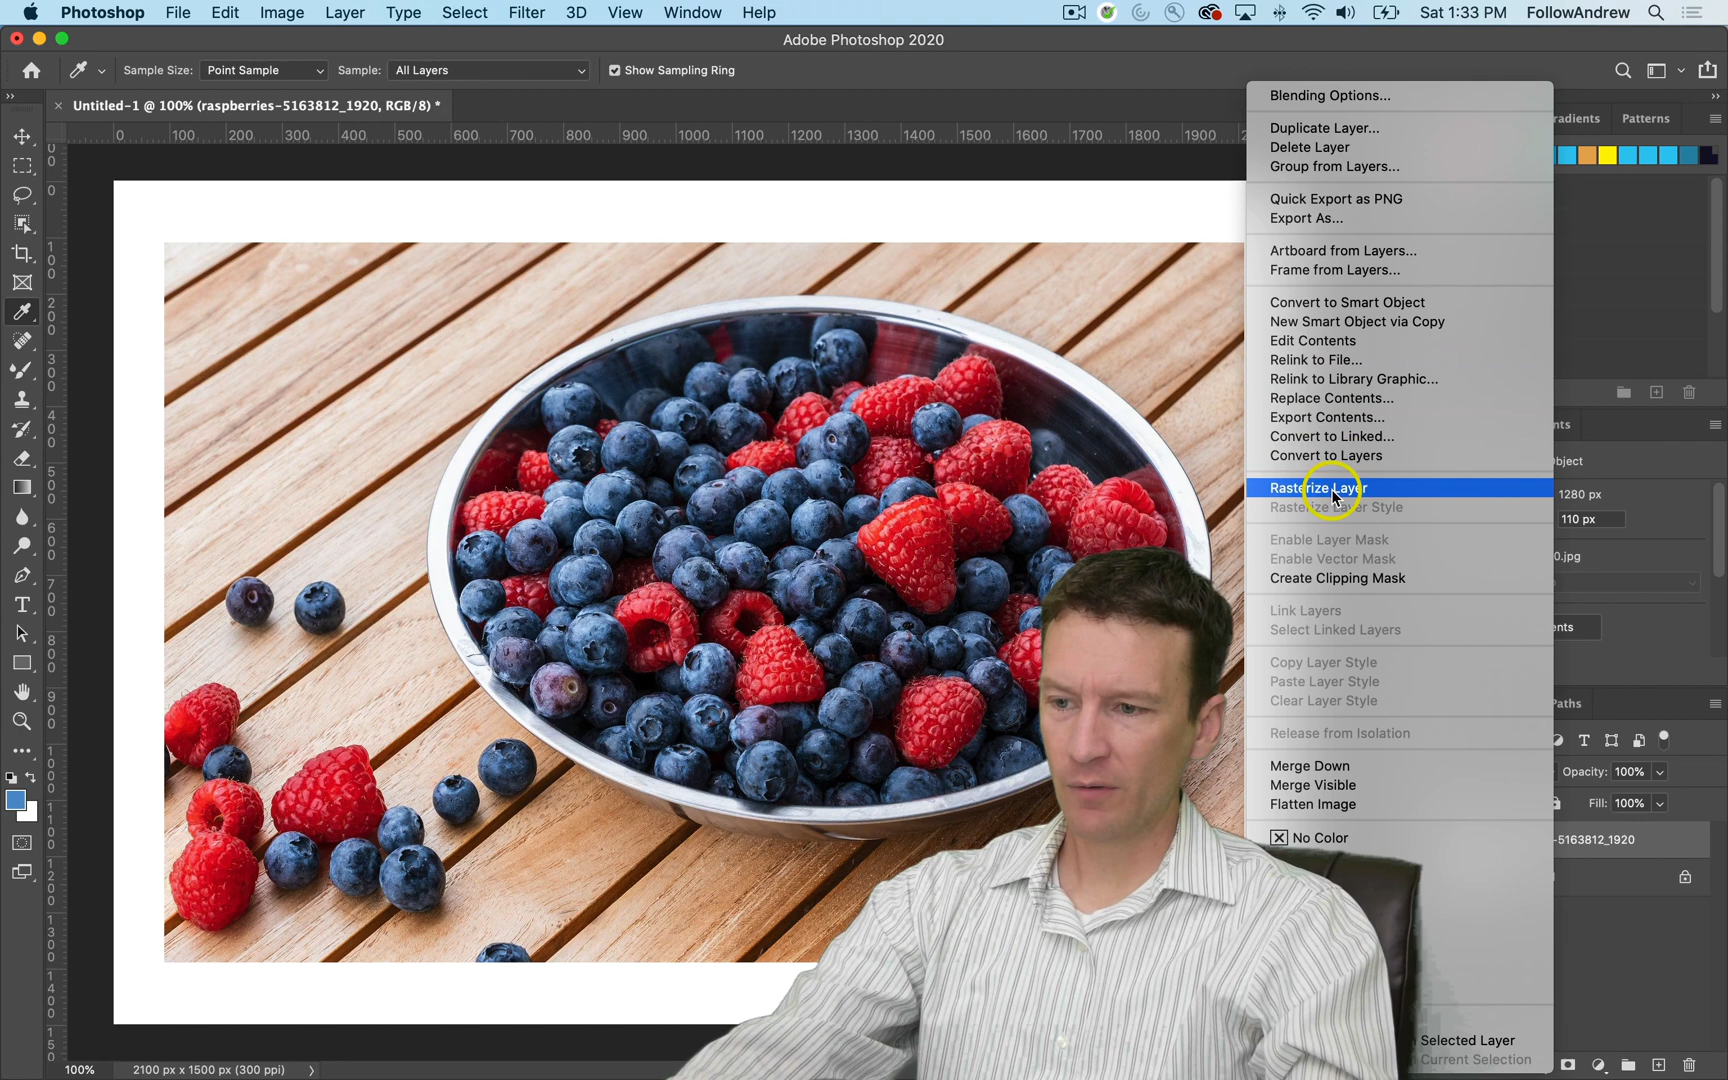 Photoshop File Edit Image Layer Type Select Filter 3D View Window Help Sat 1:33 PM FollowAndrew
Adobe Photoshop 2020
Sample Size: Point Sample Sample: All Layers Show Sampling Ring
Untitled-1 @ 100% (raspberries-5163812_1920, RGB/8) *
0 100 200 300 400 500 600 700 800 900 1000 1100 1200 1300 1400 1500 1600 1700 1800 1900
radients Patterns
Blending Options...
Duplicate Layer...
Delete Layer
Group from Layers...
Quick Export as PNG
Export As...
Artboard from Layers...
Frame from Layers...
Convert to Smart Object
New Smart Object via Copy
Edit Contents
Relink to File...
Relink to Library Graphic...
Replace Contents...
Export Contents...
Convert to Linked...
Convert to Layers
Rasterize Layer
Rasterize Layer Style
Enable Layer Mask
Enable Vector Mask
Create Clipping Mask
Link Layers
Select Linked Layers
Copy Layer Style
Paste Layer Style
Clear Layer Style
Release from Isolation
Merge Down
Merge Visible
Flatten Image
No Color
Selected Layer
Current Selection
nts
bject
1280 px
110 px
0.jpg
ents
Paths
Opacity: 100%
Fill: 100%
-5163812_1920
100% 2100 px x 1500 px (300 ppi)